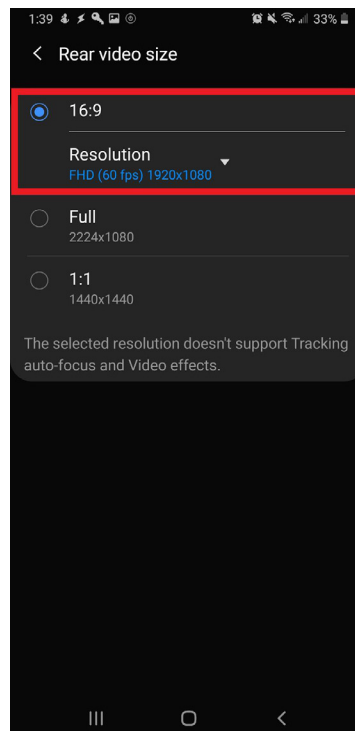 1:39 33%
Rear video size
16:9
Resolution
FHD (60 fps) 1920x1080
Full
2224x1080
1:1
1440x1440
The selected resolution doesn't support Tracking
auto-focus and Video effects.